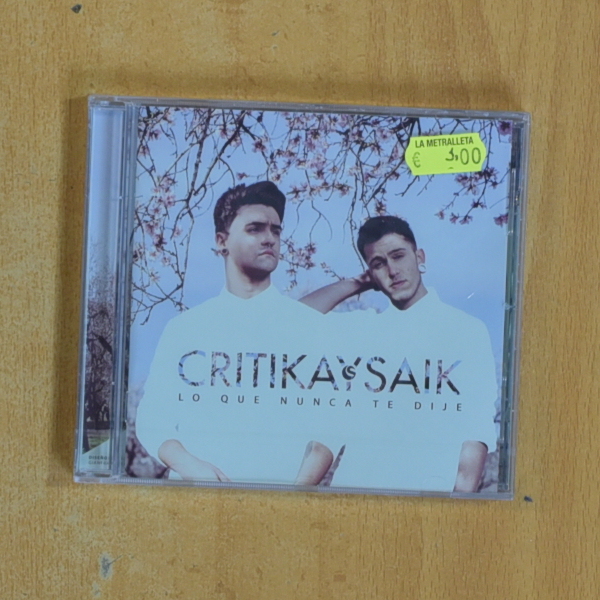 LA METRALLETA
€ 3,00
CRITIKA Y SAIK
LO QUE NUNCA TE DIJE